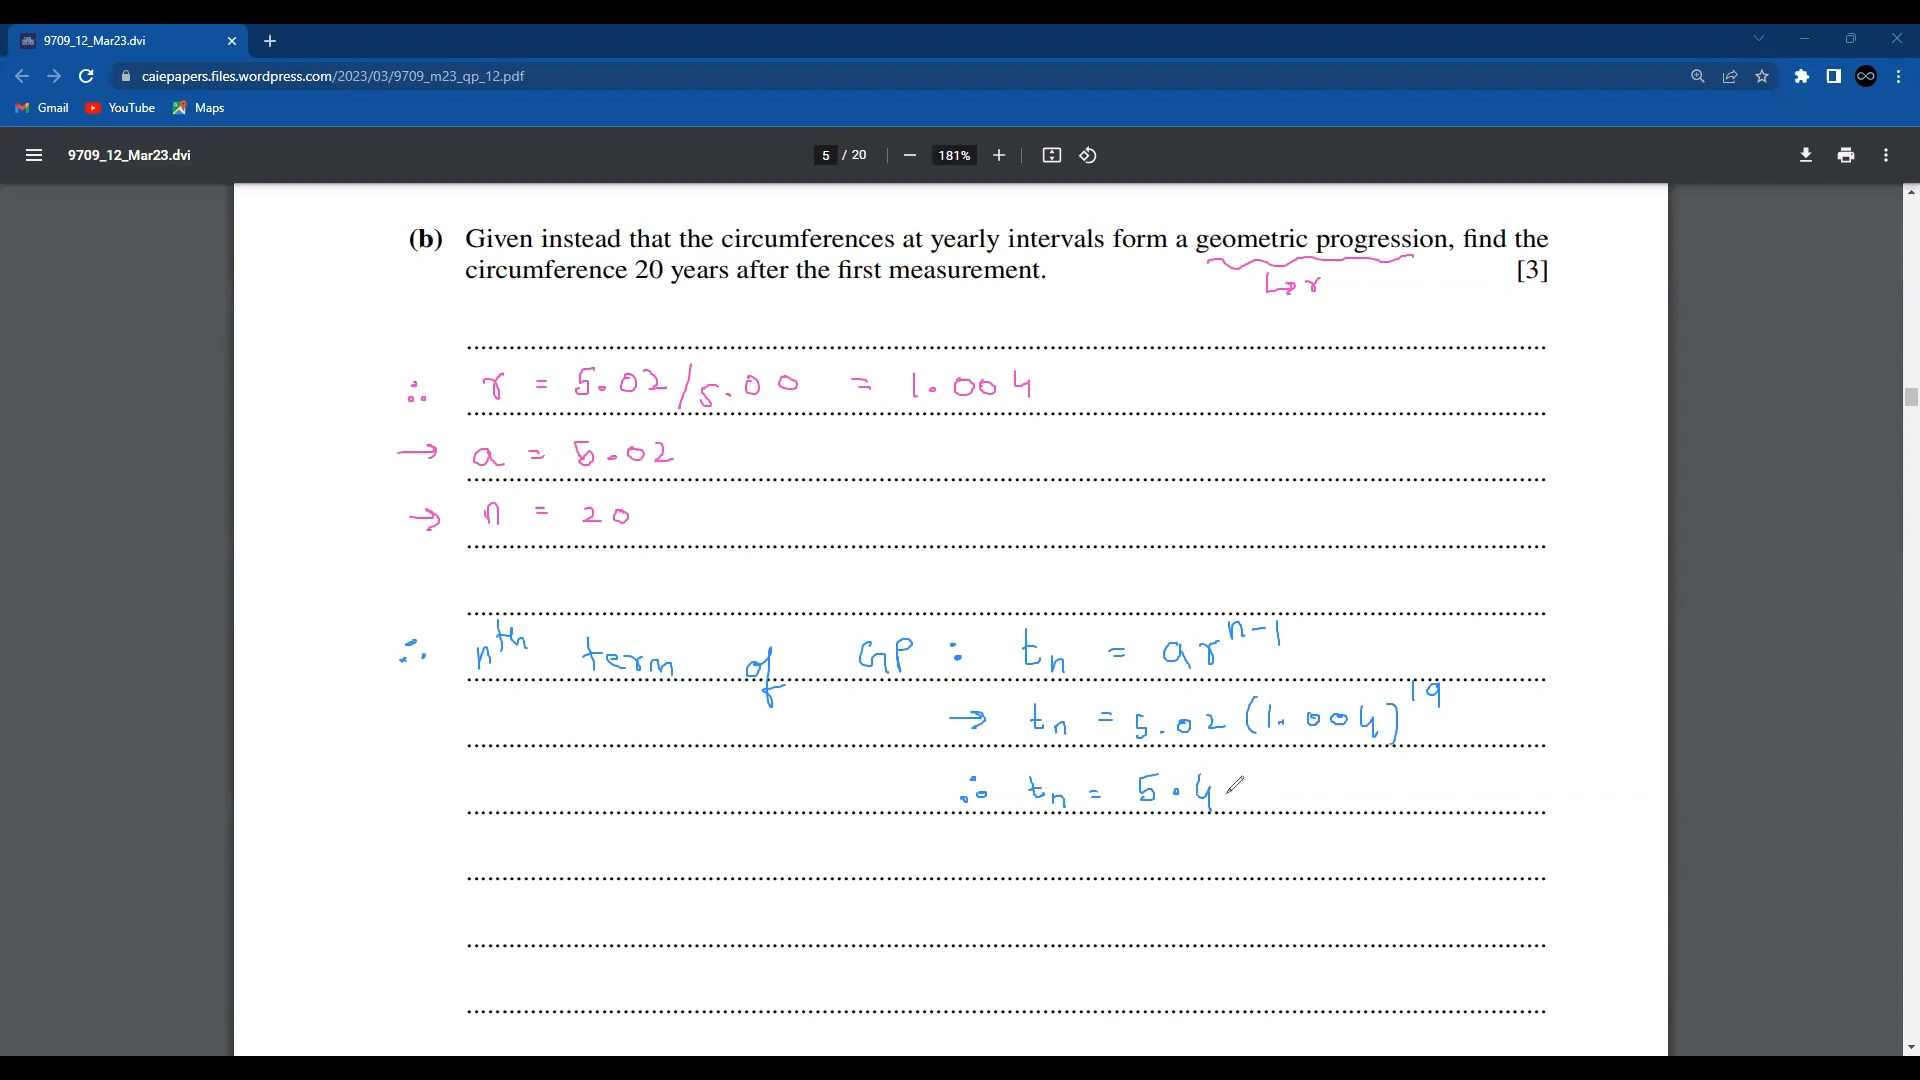 9709_12_Mar23.dvi
caiepapers.files.wordpress.com/2023/03/9709_m23_qp_12.pdf
Gmail YouTube Maps
9709_12_Mar23.dvi 5 / 20 181%
(b) Given instead that the circumferences at yearly intervals form a geometric progression, find the
circumference 20 years after the first measurement. [3]
↳ r
∴ r = 5.02/5.00 = 1.004
→ a = 5.02
→ n = 20
∴ nth term of GP : tn = ar^n-1
→ tn = 5.02 (1.004)^19
∴ tn = 5.4